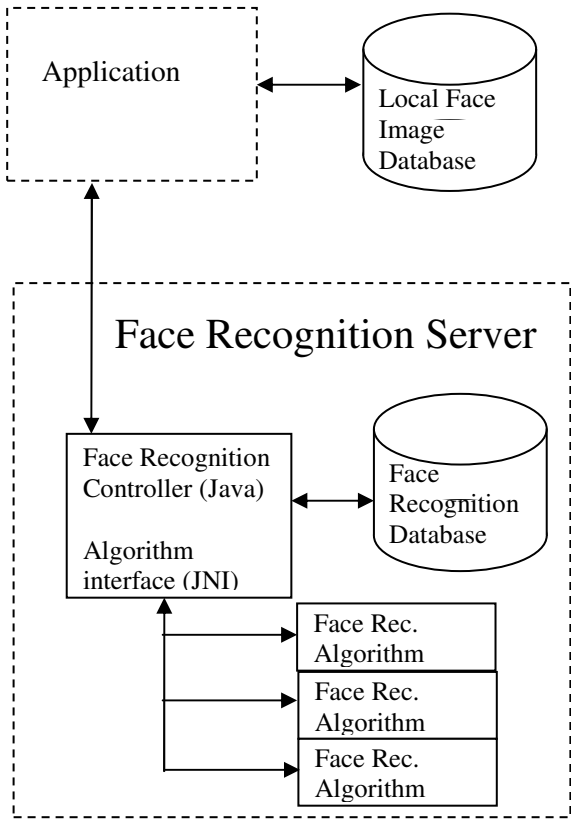 Application
Local Face
Image
Database
Face Recognition Server
Face Recognition
Controller (Java)
Algorithm
interface (JNI)
Face
Recognition
Database
Face Rec.
Algorithm
Face Rec.
Algorithm
Face Rec.
Algorithm